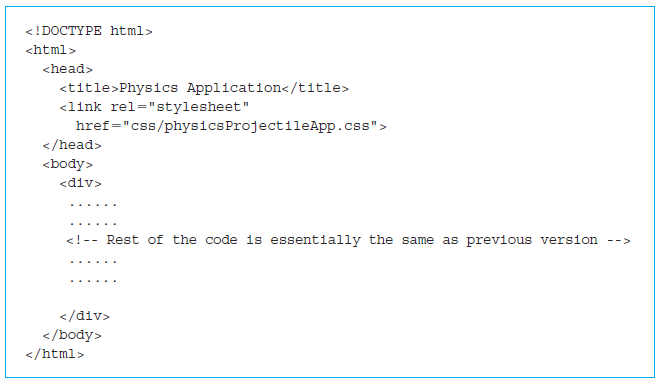 <!DOCTYPE html>
<html>
<head>
<title>Physics Application</title>
<link rel="stylesheet"
href="css/physicsProjectileApp.css">
</head>
<body>
<div>
......
......
<!-- Rest of the code is essentially the same as previous version -->
......
......
</div>
</body>
</html>